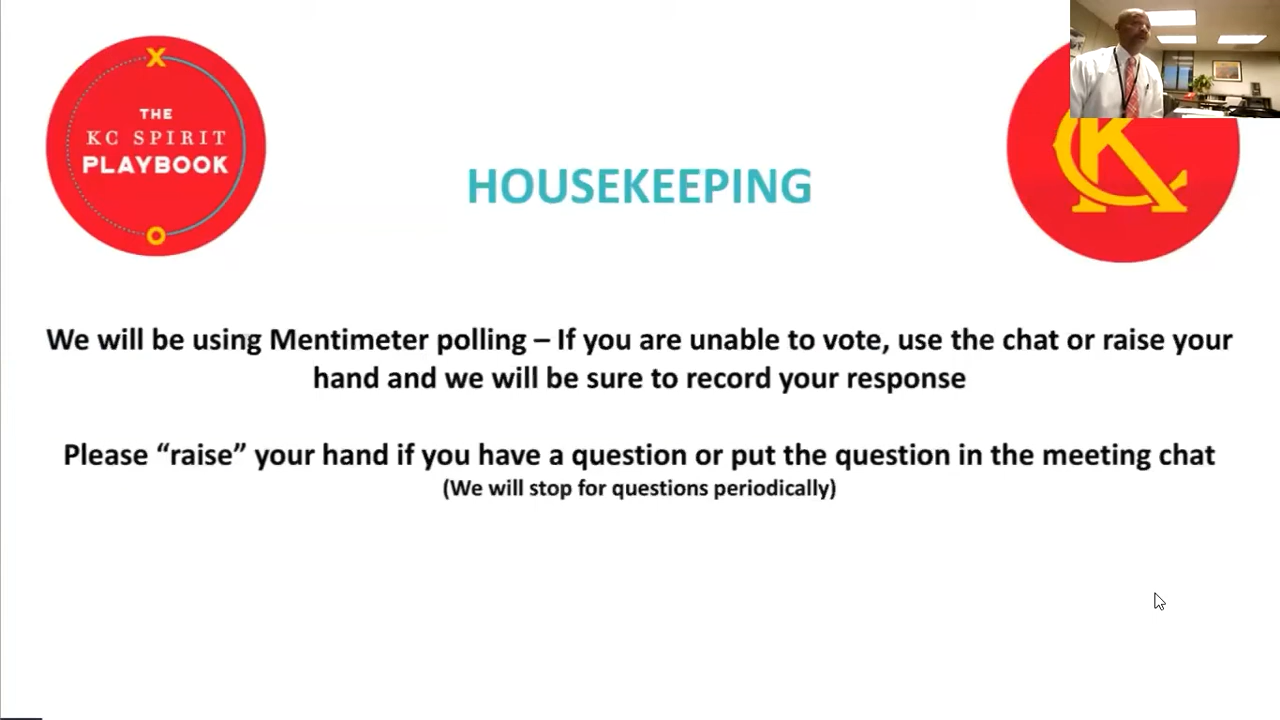 THE
KC SPIRIT
PLAYBOOK
KC
HOUSEKEEPING
We will be using Mentimeter polling – If you are unable to vote, use the chat or raise your
hand and we will be sure to record your response
Please “raise” your hand if you have a question or put the question in the meeting chat
(We will stop for questions periodically)